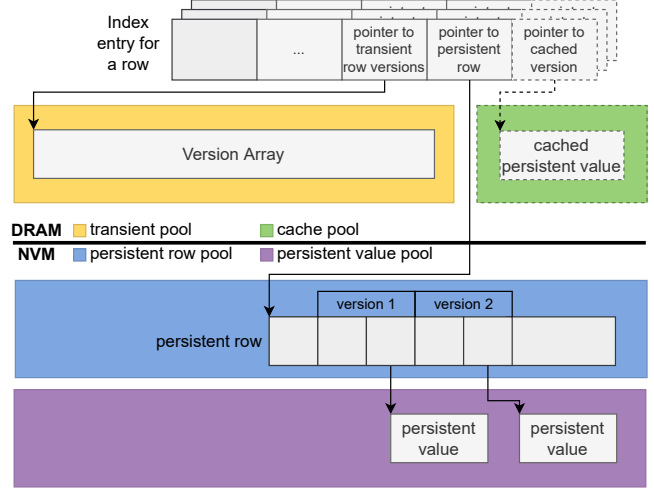 Index
entry for
a row
...
pointer to
transient
row versions
pointer to
persistent
row
pointer to
cached
version
Version Array
cached
persistent value
DRAM transient pool cache pool
NVM persistent row pool persistent value pool
version 1 version 2
persistent row
persistent
value
persistent
value